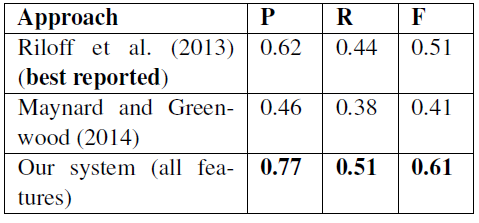 Approach P R F
Riloff et al. (2013) 0.62 0.44 0.51
(best reported)
Maynard and Green- 0.46 0.38 0.41
wood (2014)
Our system (all fea- 0.77 0.51 0.61
tures)